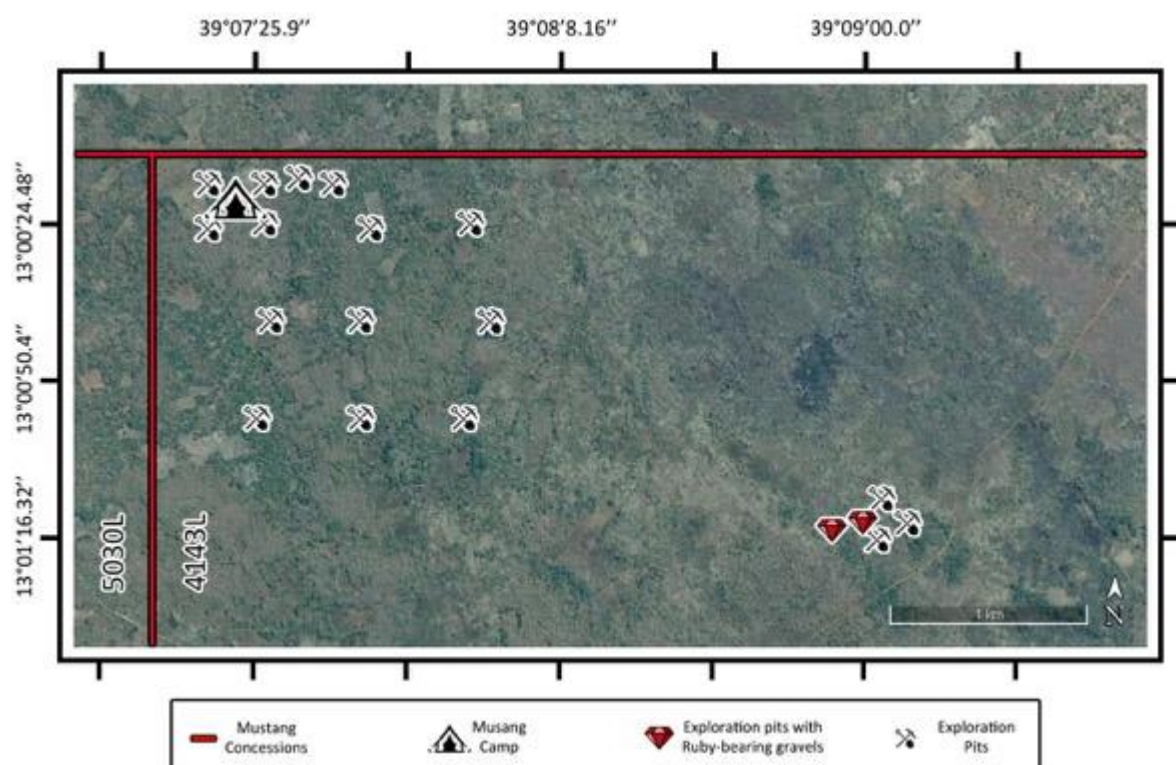 39°07'25.9''
39°08'8.16''
39°09'00.0''
13°00'24.48''
13°00'50.4''
13°01'16.32''
5030L
4143L
1 km
N
Mustang
Concessions
Musang
Camp
Exploration pits with
Ruby-bearing gravels
Exploration
Pits